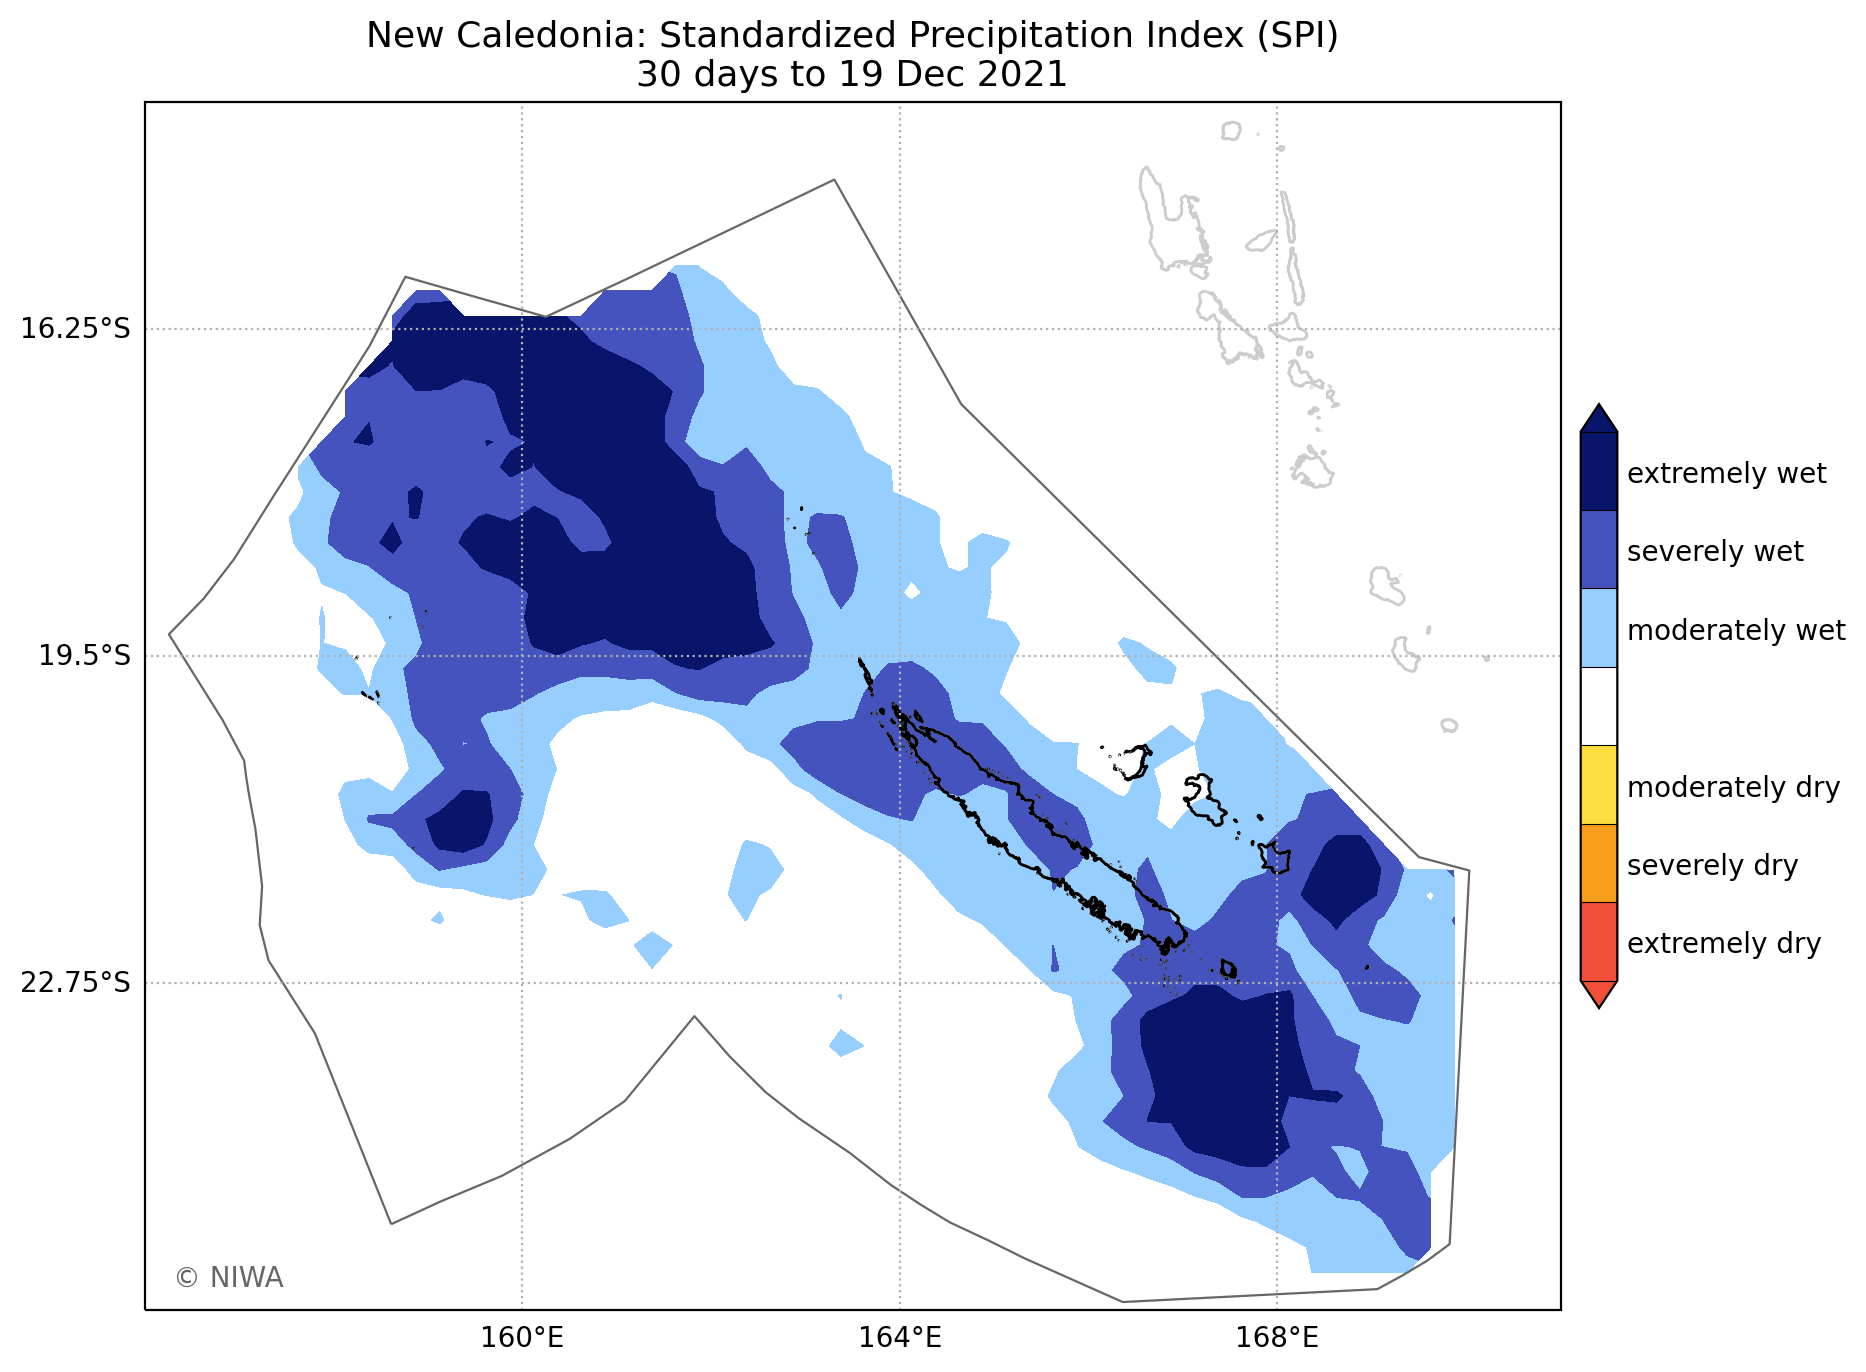 New Caledonia: Standardized Precipitation Index (SPI)
30 days to 19 Dec 2021
16.25°S
19.5°S
22.75°S
160°E
164°E
168°E
extremely wet
severely wet
moderately wet
moderately dry
severely dry
extremely dry
© NIWA